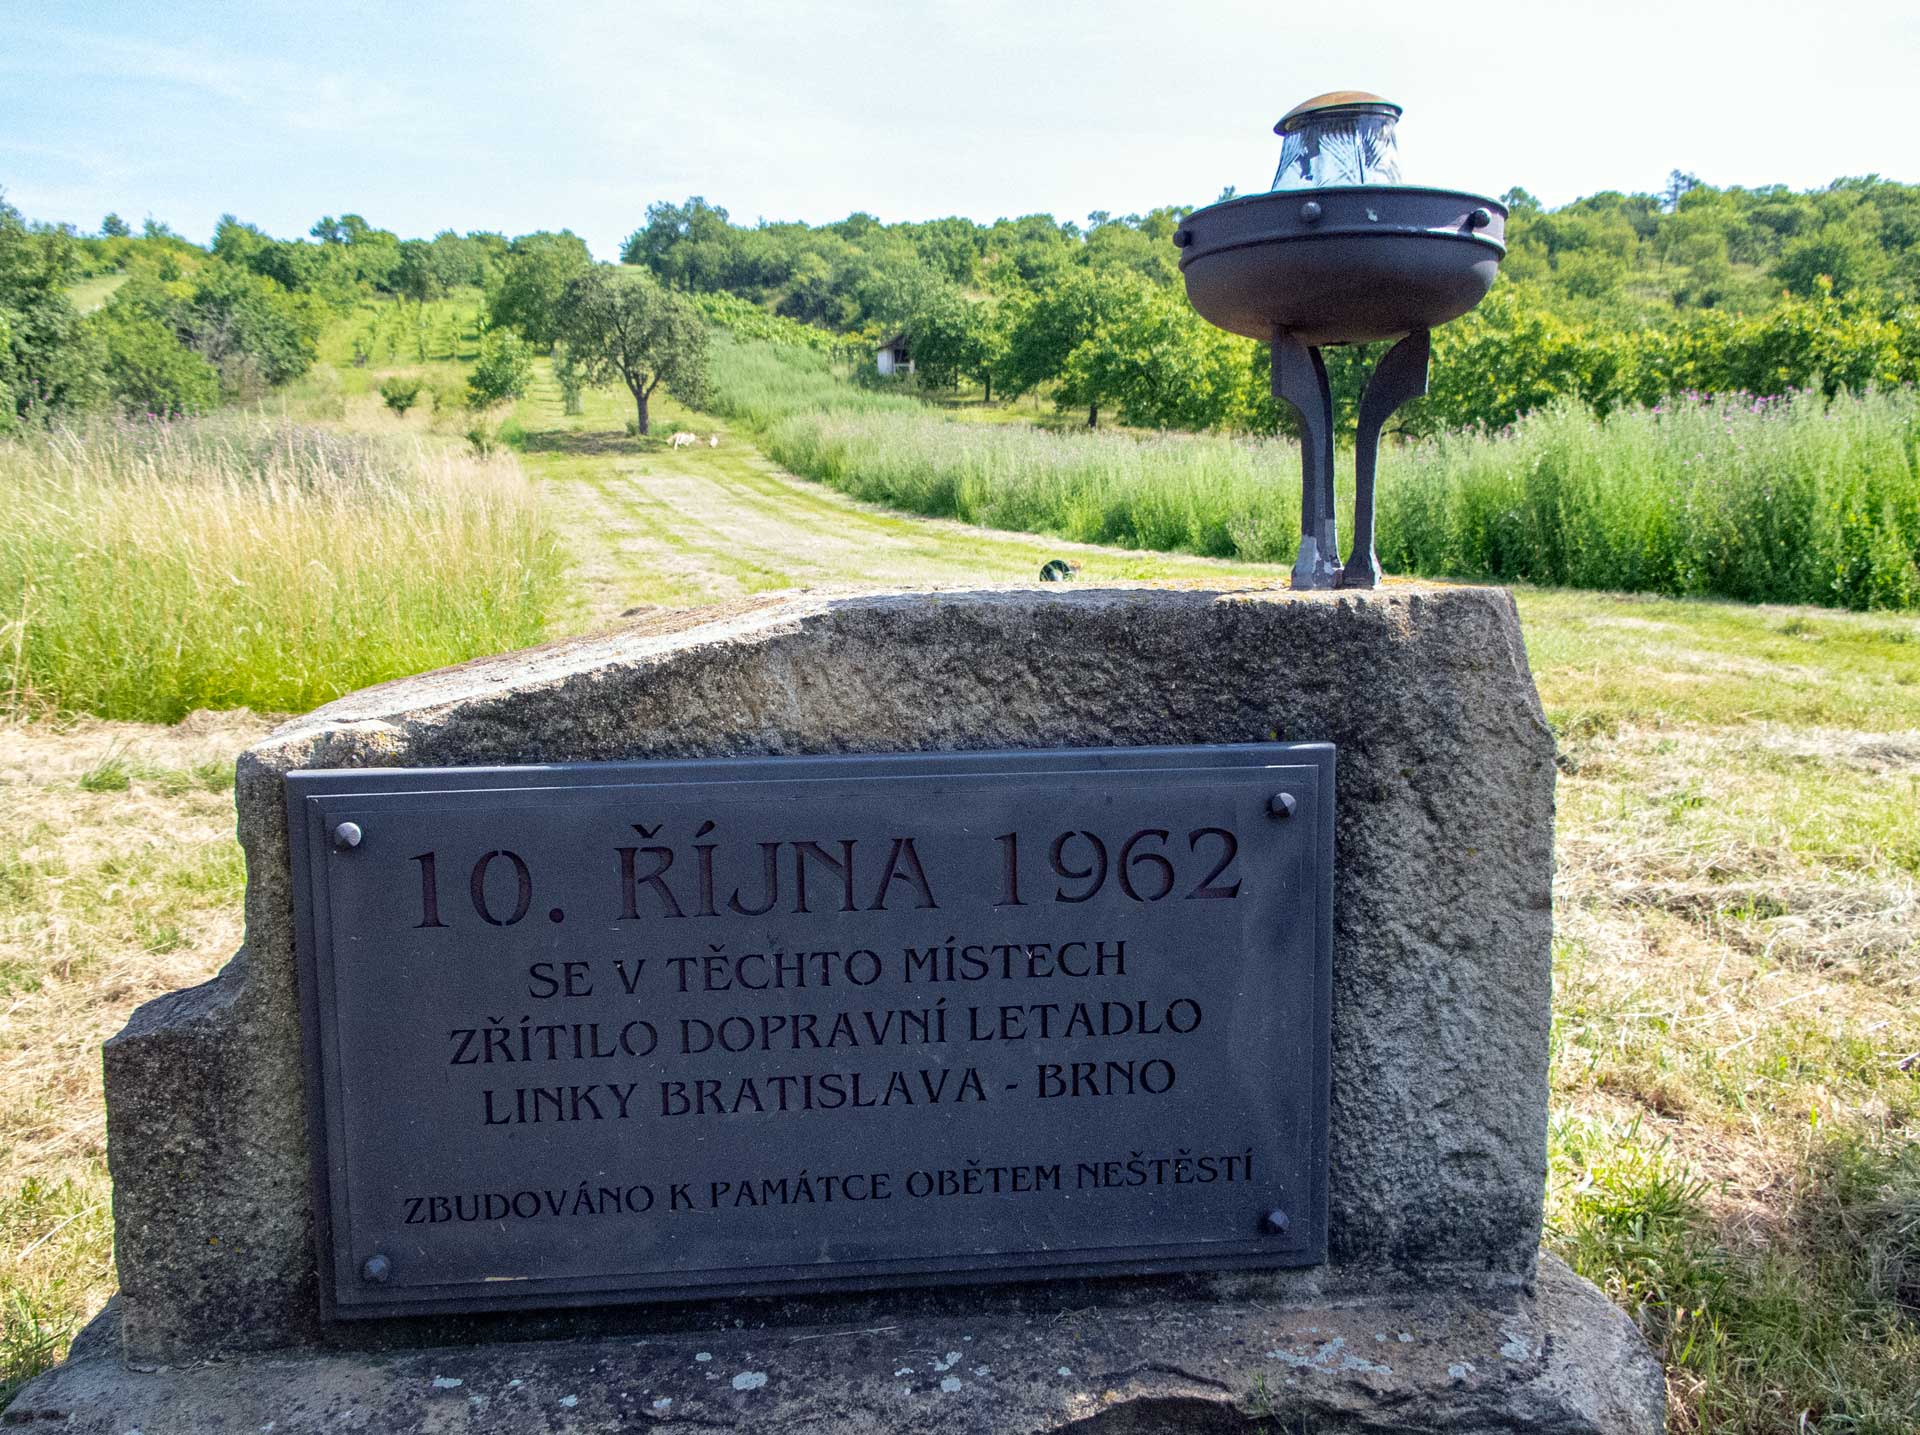 10. ŘÍJNA 1962
SE V TĚCHTO MÍSTECH
ZŘÍTILO DOPRAVNÍ LETADLO
LINKY BRATISLAVA - BRNO
ZBUDOVÁNO K PAMÁTCE OBĚTEM NEŠTĚSTÍ